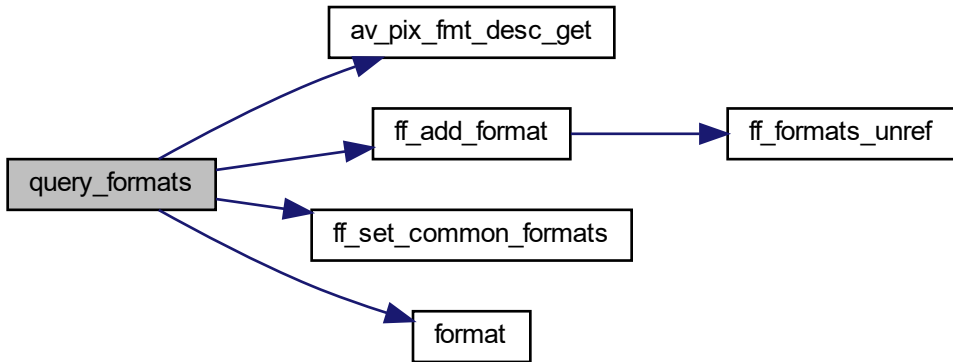 av_pix_fmt_desc_get
ff_add_format
ff_formats_unref
query_formats
ff_set_common_formats
format